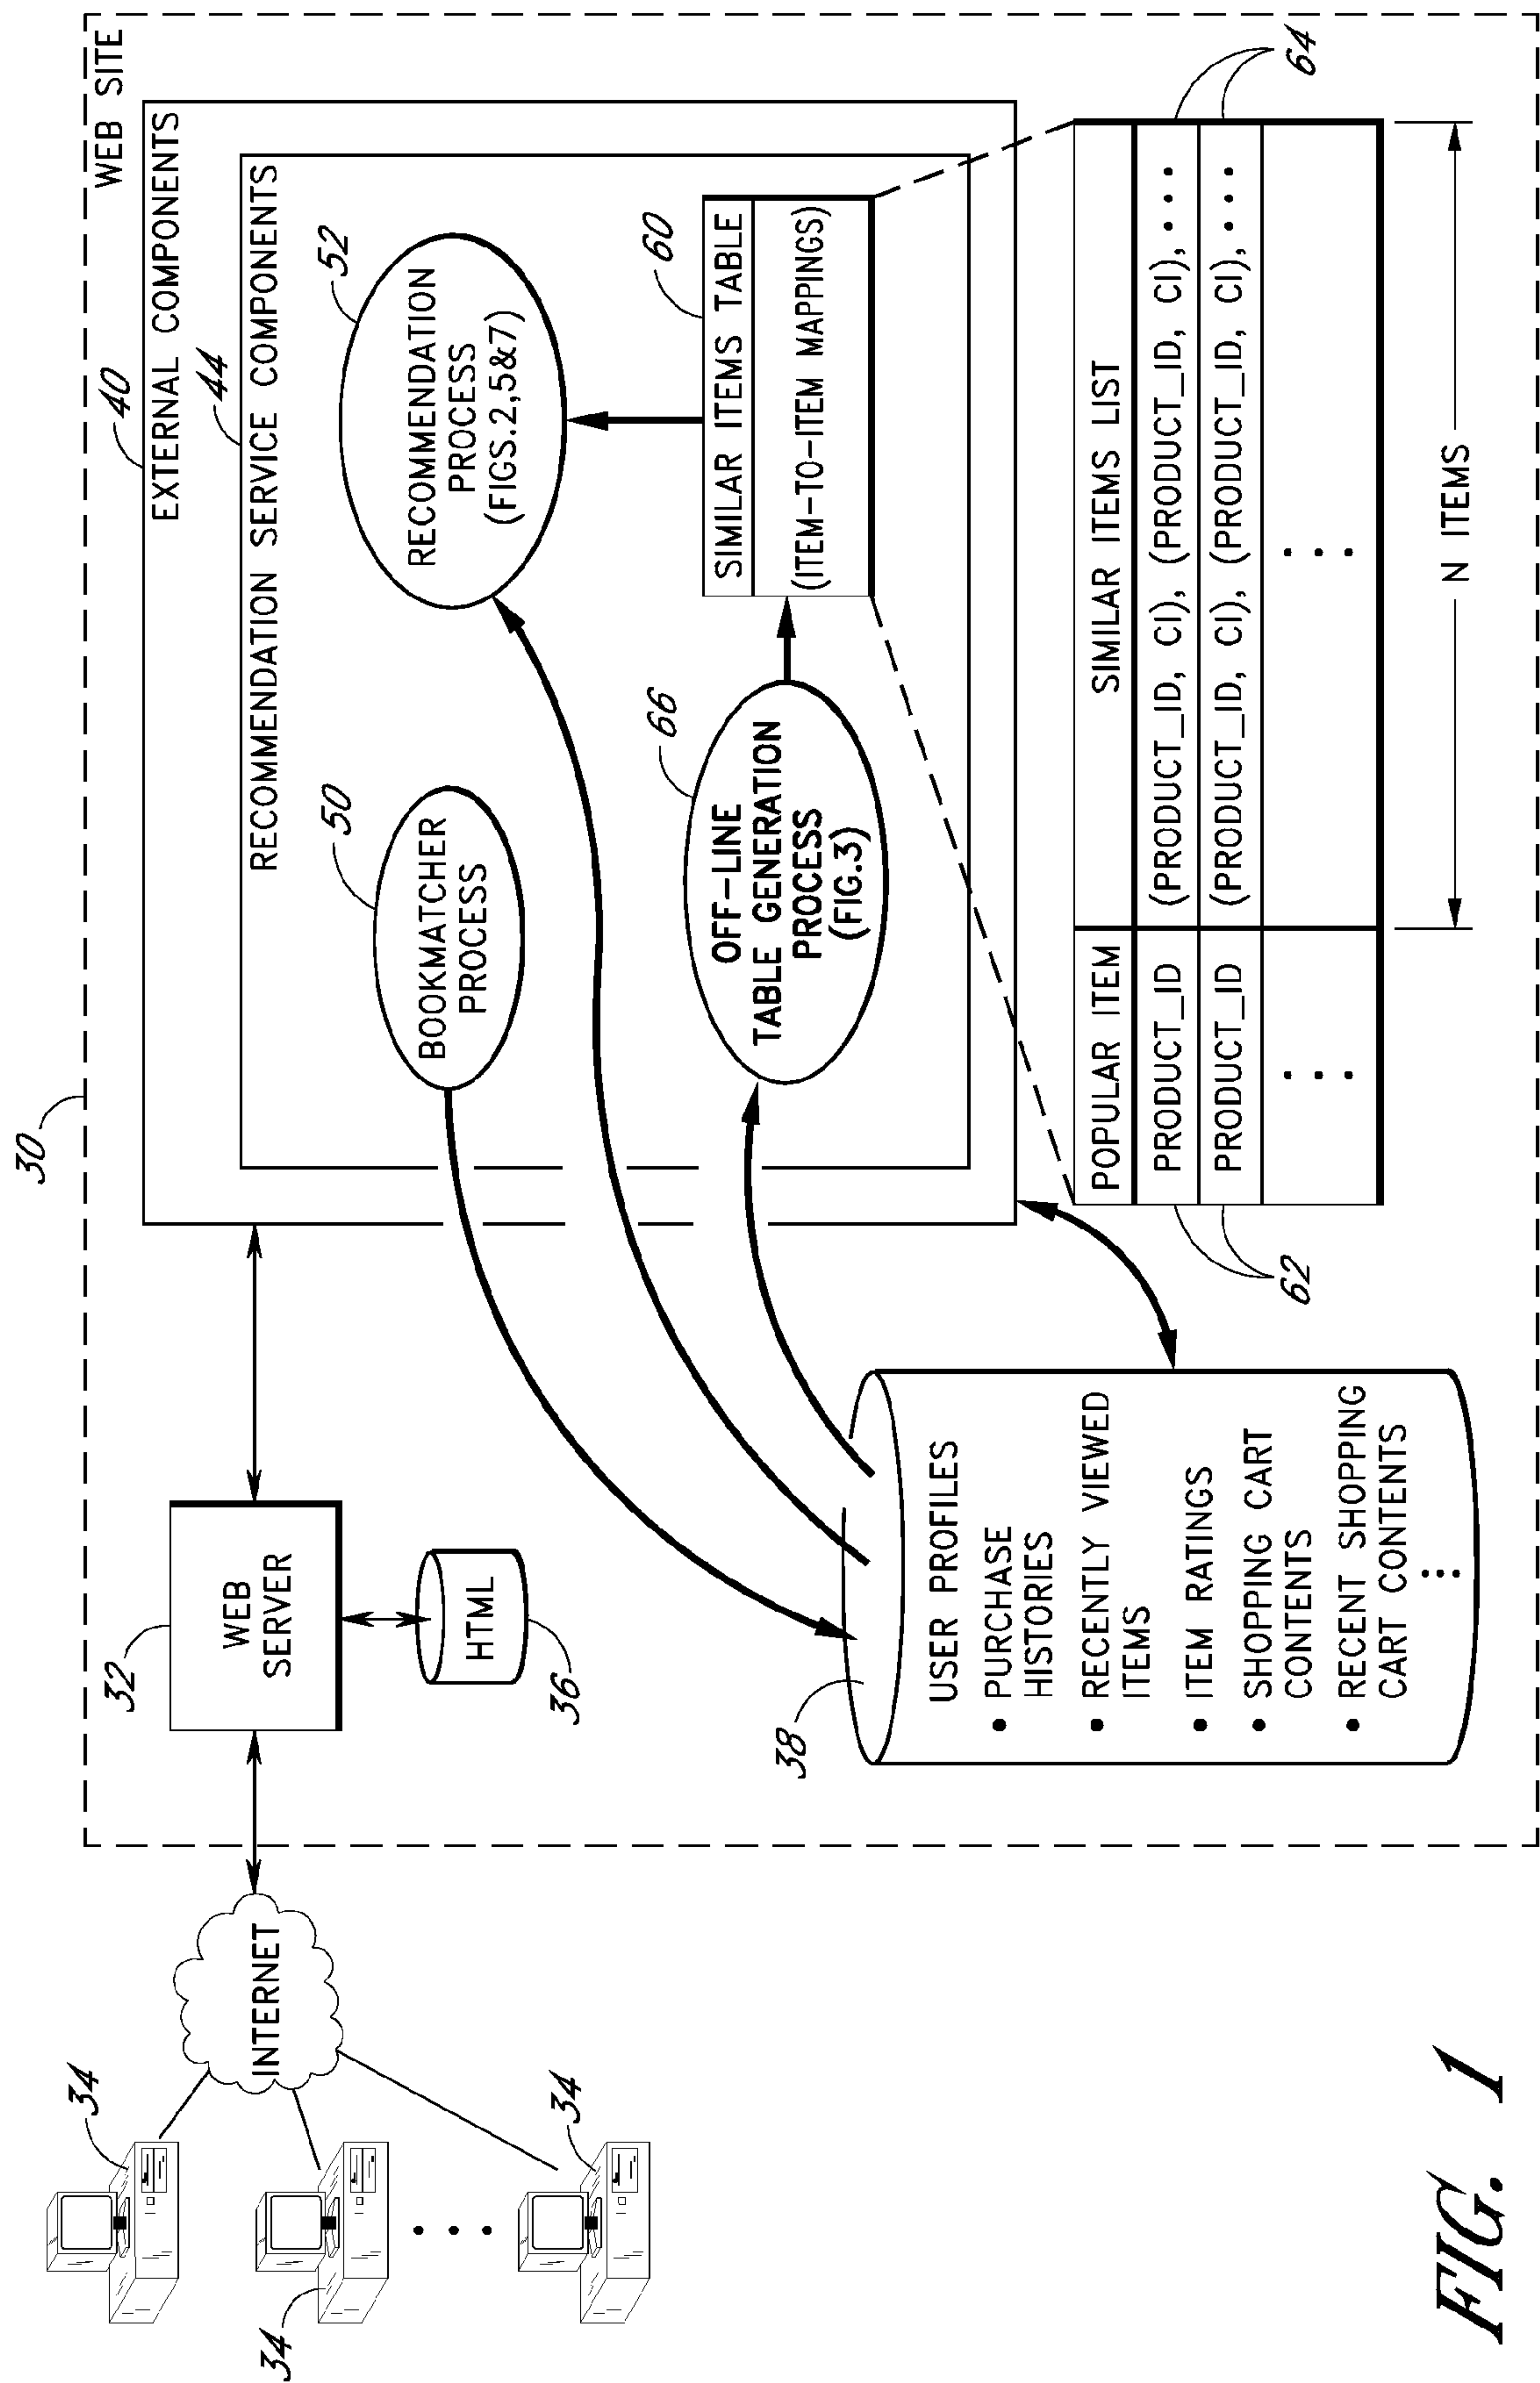 30
WEB SITE
40
EXTERNAL COMPONENTS
44
RECOMMENDATION SERVICE COMPONENTS
34
34
34
INTERNET
32
WEB
SERVER
HTML
36
50
BOOKMATCHER
PROCESS
52
RECOMMENDATION
PROCESS
(FIGS.2,5&7)
66
OFF-LINE
TABLE GENERATION
PROCESS
(FIG.3)
60
SIMILAR ITEMS TABLE
(ITEM-TO-ITEM MAPPINGS)
38
USER PROFILES
• PURCHASE
HISTORIES
• RECENTLY VIEWED
ITEMS
• ITEM RATINGS
• SHOPPING CART
CONTENTS
• RECENT SHOPPING
CART CONTENTS
POPULAR ITEM SIMILAR ITEMS LIST
PRODUCT_ID (PRODUCT_ID, CI), (PRODUCT_ID, CI), •••
PRODUCT_ID (PRODUCT_ID, CI), (PRODUCT_ID, CI), •••
62
64
N ITEMS
FIG. 1